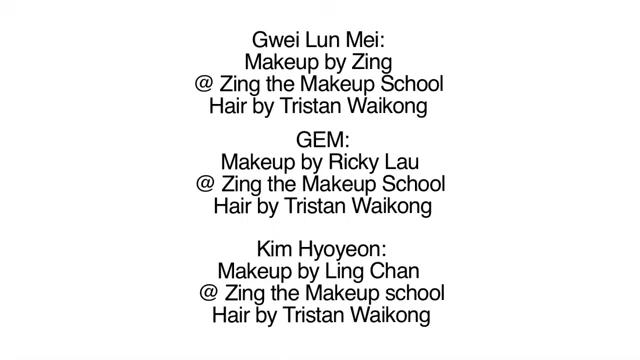 Gwei Lun Mei:
Makeup by Zing
@ Zing the Makeup School
Hair by Tristan Waikong
GEM:
Makeup by Ricky Lau
@ Zing the Makeup School
Hair by Tristan Waikong
Kim Hyoyeon:
Makeup by Ling Chan
@ Zing the Makeup school
Hair by Tristan Waikong